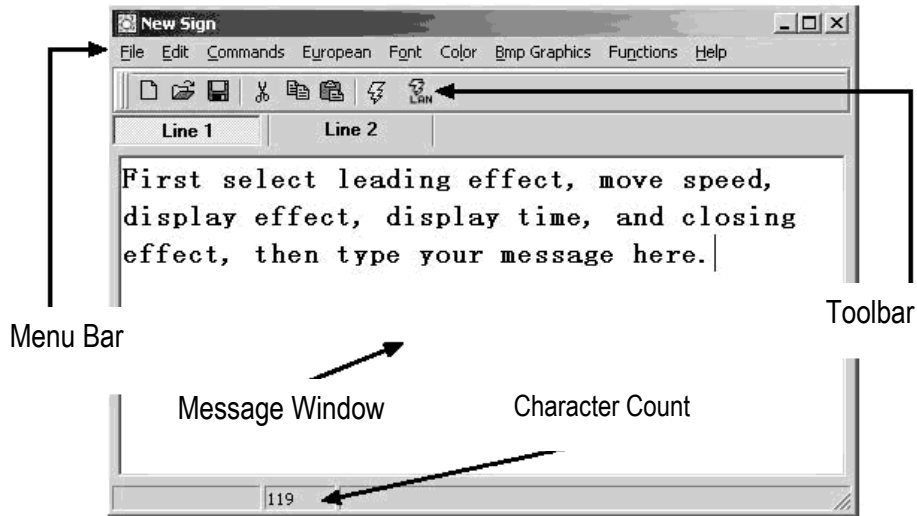 New Sign
File Edit Commands European Font Color Bmp Graphics Functions Help
LAN
Line 1 Line 2
First select leading effect, move speed,
display effect, display time, and closing
effect, then type your message here.
Toolbar
Menu Bar
Message Window Character Count
119